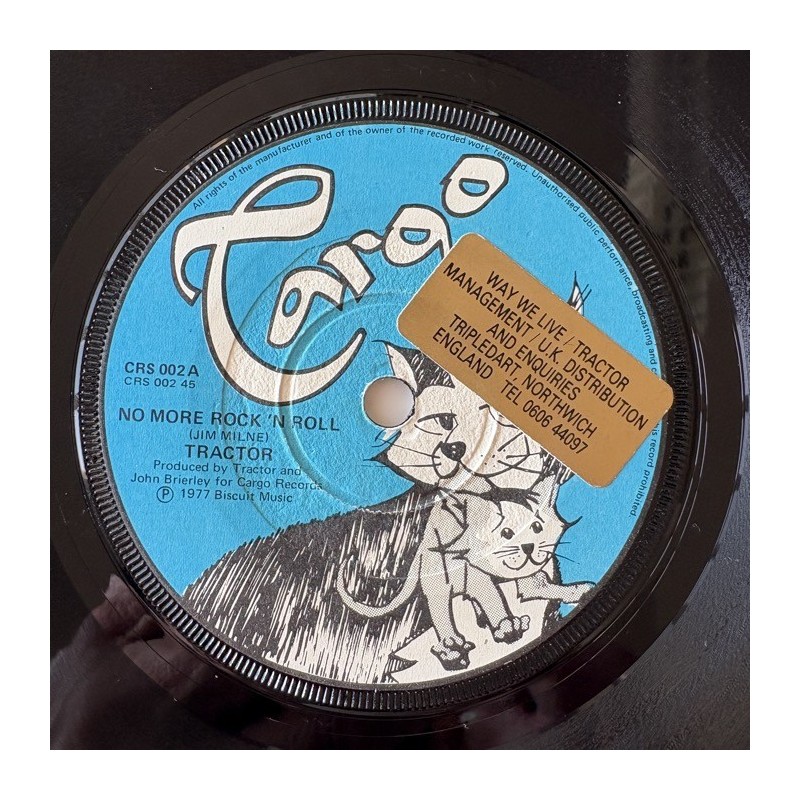 All rights of the manufacturer and of the owner of the recorded work reserved. Unauthorised public performance, broadcasting and c
his record prohibited.
Cargo
CRS 002 A
CRS 002 45
NO MORE ROCK 'N ROLL
(JIM MILNE)
TRACTOR
Produced by Tractor and
John Brierley for Cargo Records
℗ 1977 Biscuit Music
WAY WE LIVE / TRACTOR
MANAGEMENT / U.K. DISTRIBUTION
AND ENQUIRIES
TRIPLEDART NORTHWICH
ENGLAND TEL 0606 44097